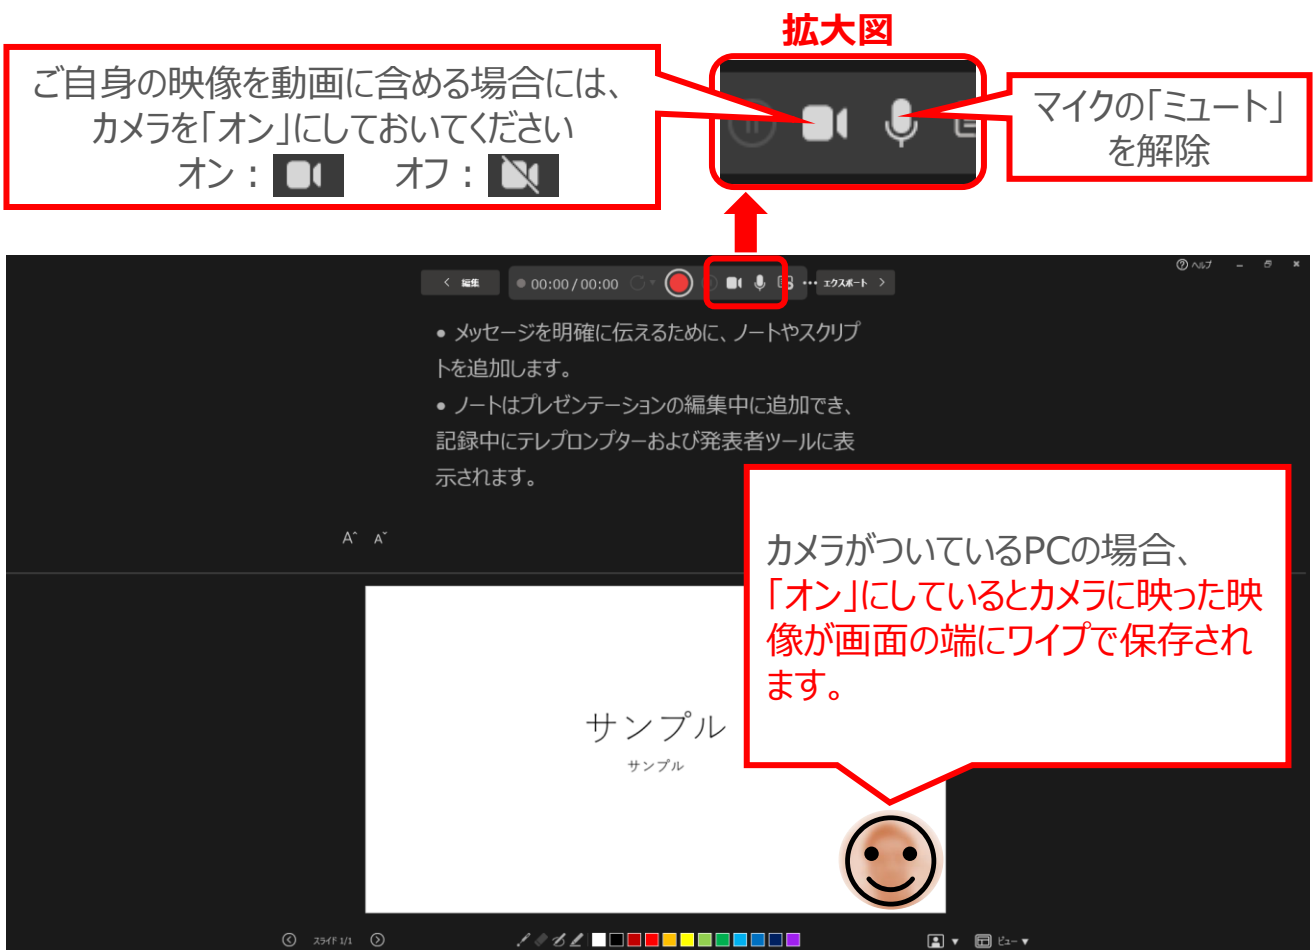 拡大図
ご自身の映像を動画に含める場合には、
カメラを「オン」にしておいてください
オン： オフ：
マイクの「ミュート」
を解除
ヘルプ
編集
00:00 / 00:00
エクスポート
• メッセージを明確に伝えるために、ノートやスクリプ
トを追加します。
• ノートはプレゼンテーションの編集中に追加でき、
記録中にテレプロンプターおよび発表者ツールに表
示されます。
A^ Aˇ
カメラがついているPCの場合、
「オン」にしているとカメラに映った映
像が画面の端にワイプで保存され
ます。
サンプル
サンプル
スライド 1/1
ビュー